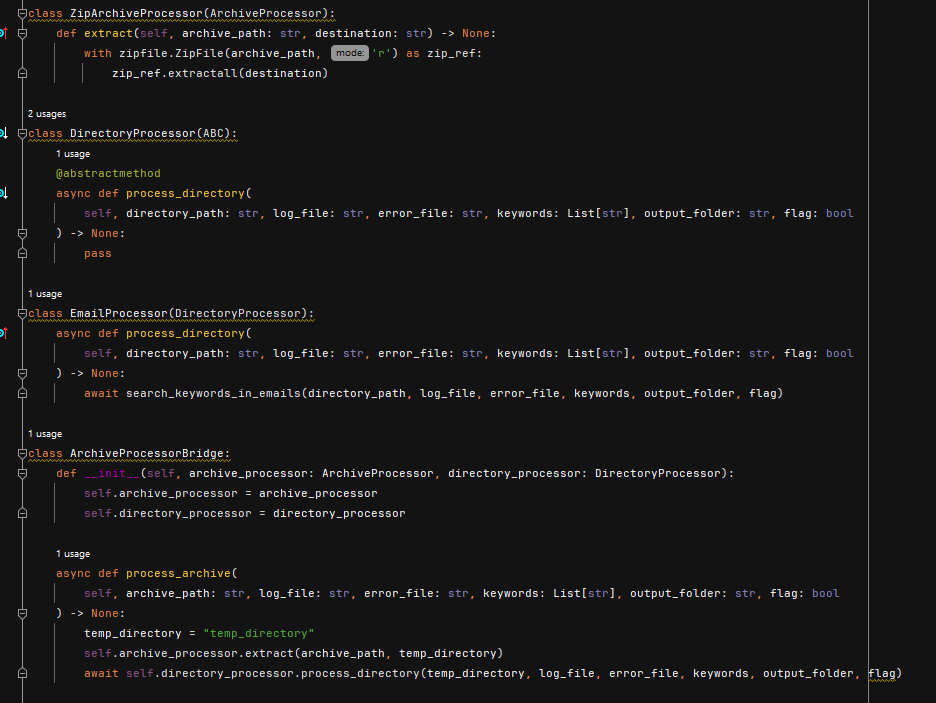 class ZipArchiveProcessor(ArchiveProcessor):
    def extract(self, archive_path: str, destination: str) -> None:
        with zipfile.ZipFile(archive_path, mode: 'r') as zip_ref:
            zip_ref.extractall(destination)
2 usages
class DirectoryProcessor(ABC):
    1 usage
    @abstractmethod
    async def process_directory(
        self, directory_path: str, log_file: str, error_file: str, keywords: List[str], output_folder: str, flag: bool
    ) -> None:
        pass
1 usage
class EmailProcessor(DirectoryProcessor):
    async def process_directory(
        self, directory_path: str, log_file: str, error_file: str, keywords: List[str], output_folder: str, flag: bool
    ) -> None:
        await search_keywords_in_emails(directory_path, log_file, error_file, keywords, output_folder, flag)
1 usage
class ArchiveProcessorBridge:
    def __init__(self, archive_processor: ArchiveProcessor, directory_processor: DirectoryProcessor):
        self.archive_processor = archive_processor
        self.directory_processor = directory_processor
    1 usage
    async def process_archive(
        self, archive_path: str, log_file: str, error_file: str, keywords: List[str], output_folder: str, flag: bool
    ) -> None:
        temp_directory = "temp_directory"
        self.archive_processor.extract(archive_path, temp_directory)
        await self.directory_processor.process_directory(temp_directory, log_file, error_file, keywords, output_folder, flag)